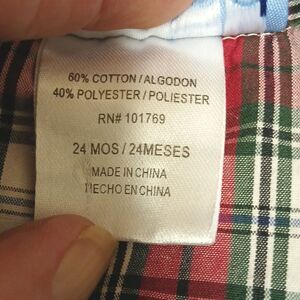 60% COTTON / ALGODON
40% POLYESTER / POLIESTER
RN# 101769
24 MOS / 24MESES
MADE IN CHINA
HECHO EN CHINA